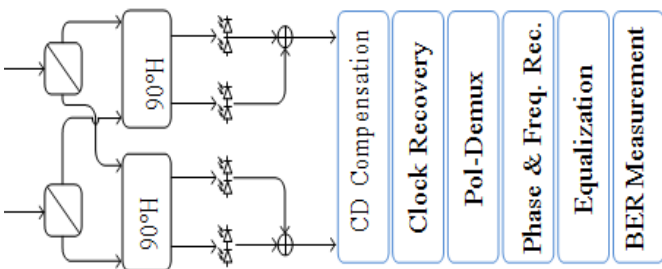 90°H
90°H
CD Compensation
Clock Recovery
Pol-Demux
Phase & Freq. Rec.
Equalization
BER Measurement